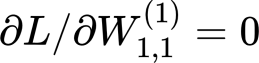 ∂L/∂W_{1,1}^{(1)} = 0